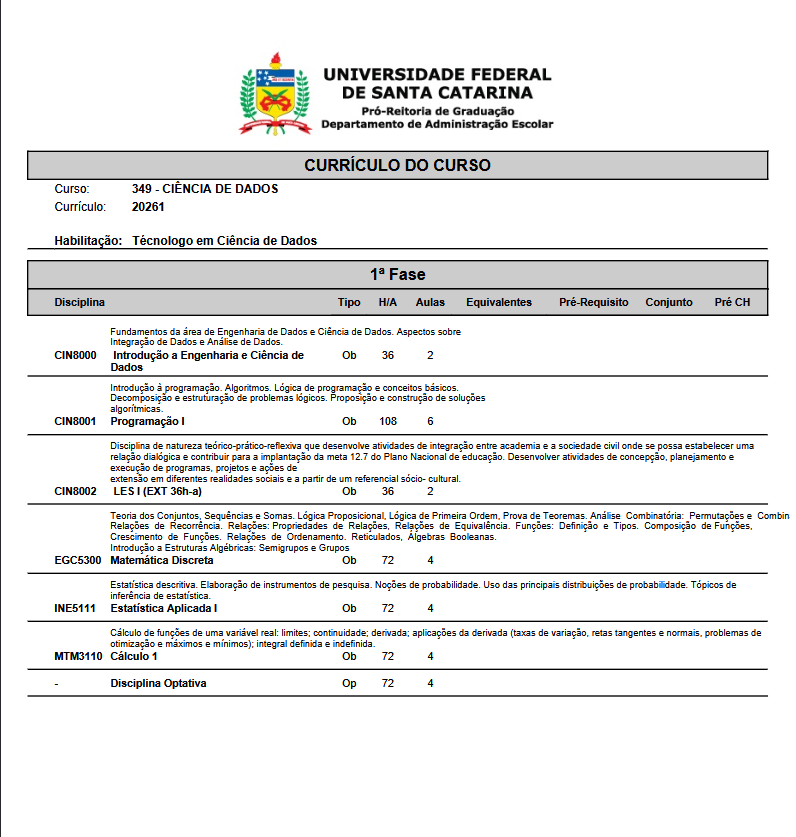 UNIVERSIDADE FEDERAL
DE SANTA CATARINA
Pró-Reitoria de Graduação
Departamento de Administração Escolar
CURRÍCULO DO CURSO
Curso: 349 - CIÊNCIA DE DADOS
Currículo: 20261
Habilitação: Técnologo em Ciência de Dados
1ª Fase
Disciplina Tipo H/A Aulas Equivalentes Pré-Requisito Conjunto Pré CH
Fundamentos da área de Engenharia de Dados e Ciência de Dados. Aspectos sobre
Integração de Dados e Análise de Dados.
CIN8000 Introdução a Engenharia e Ciência de Ob 36 2
Dados
Introdução à programação. Algoritmos. Lógica de programação e conceitos básicos.
Decomposição e estruturação de problemas lógicos. Proposição e construção de soluções
algorítmicas.
CIN8001 Programação I Ob 108 6
Disciplina de natureza teórico-prático-reflexiva que desenvolve atividades de integração entre academia e a sociedade civil onde se possa estabelecer uma
relação dialógica e contribuir para a implantação da meta 12.7 do Plano Nacional de educação. Desenvolver atividades de concepção, planejamento e
execução de programas, projetos e ações de
extensão em diferentes realidades sociais e a partir de um referencial sócio- cultural.
CIN8002 LES I (EXT 36h-a) Ob 36 2
Teoria dos Conjuntos, Sequências e Somas. Lógica Proposicional, Lógica de Primeira Ordem, Prova de Teoremas. Análise Combinatória: Permutações e Combin
Relações de Recorrência. Relações: Propriedades de Relações, Relações de Equivalência. Funções: Definição e Tipos. Composição de Funções,
Crescimento de Funções. Relações de Ordenamento. Reticulados, Álgebras Booleanas.
Introdução a Estruturas Algébricas: Semigrupos e Grupos
EGC5300 Matemática Discreta Ob 72 4
Estatística descritiva. Elaboração de instrumentos de pesquisa. Noções de probabilidade. Uso das principais distribuições de probabilidade. Tópicos de
inferência de estatística.
INE5111 Estatística Aplicada I Ob 72 4
Cálculo de funções de uma variável real: limites; continuidade; derivada; aplicações da derivada (taxas de variação, retas tangentes e normais, problemas de
otimização e máximos e mínimos); integral definida e indefinida.
MTM3110 Cálculo 1 Ob 72 4
- Disciplina Optativa Op 72 4